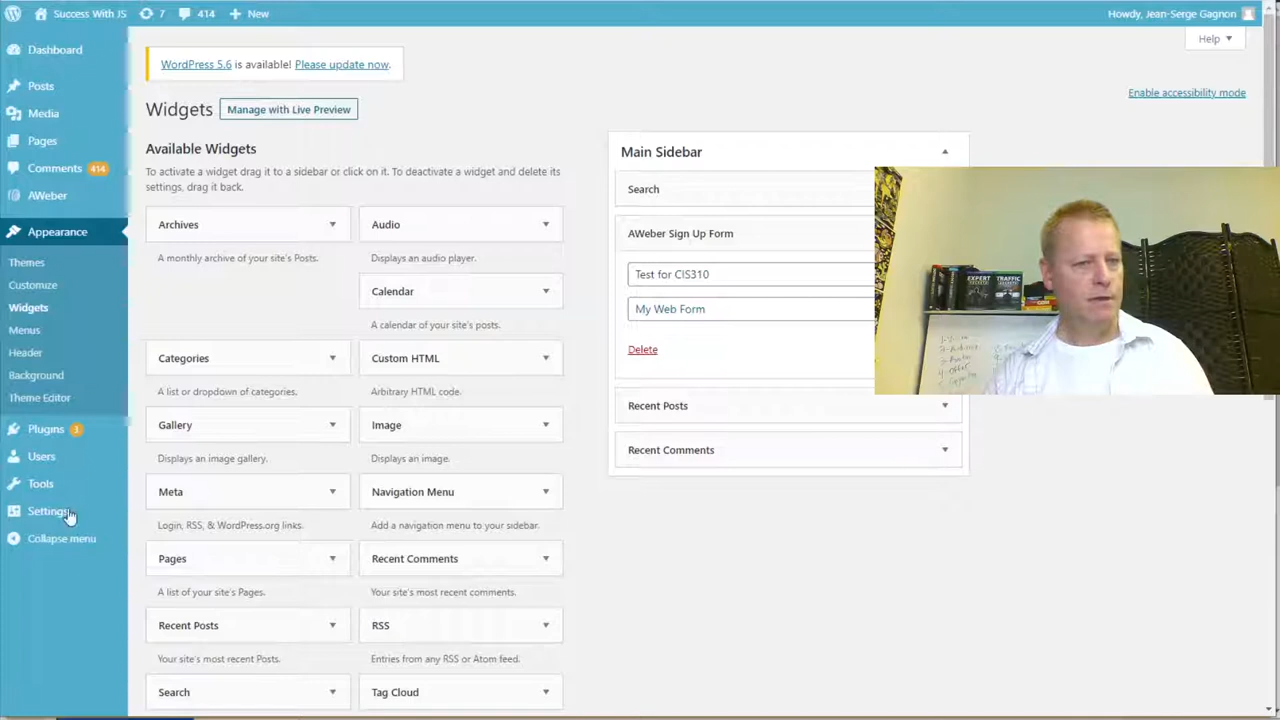 Success With JS 7 414 New Howdy, Jean-Serge Gagnon
Help
Dashboard
Posts
Media
Pages
Comments 414
AWeber
Appearance
Themes
Customize
Widgets
Menus
Header
Background
Theme Editor
Plugins 3
Users
Tools
Settings
Collapse menu
WordPress 5.6 is available! Please update now.
Enable accessibility mode
Widgets Manage with Live Preview
Available Widgets
To activate a widget drag it to a sidebar or click on it. To deactivate a widget and delete its
settings, drag it back.
Archives Audio
A monthly archive of your site's Posts. Displays an audio player.
Calendar
A calendar of your site's posts.
Categories Custom HTML
A list or dropdown of categories. Arbitrary HTML code.
Gallery Image
Displays an image gallery. Displays an image.
Meta Navigation Menu
Login, RSS, & WordPress.org links. Add a navigation menu to your sidebar.
Pages Recent Comments
A list of your site's Pages. Your site's most recent comments.
Recent Posts RSS
Your site's most recent Posts. Entries from any RSS or Atom feed.
Search Tag Cloud
Main Sidebar
Search
AWeber Sign Up Form
Test for CIS310
My Web Form
Delete
Recent Posts
Recent Comments
EXPERT
SECRETS
TRAFFIC
SECRETS